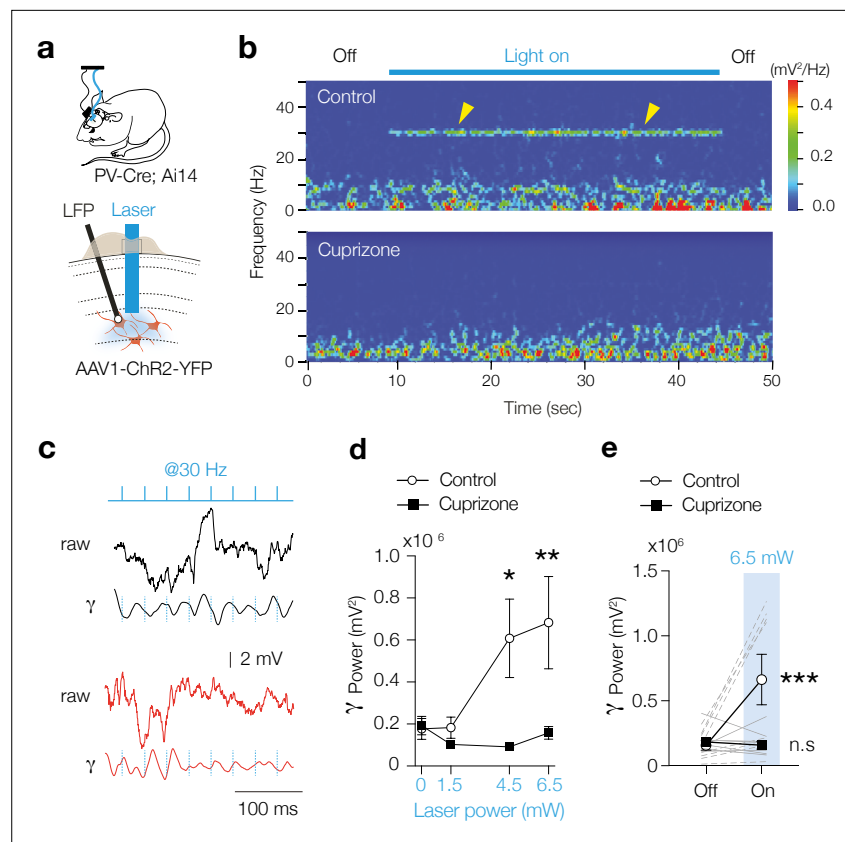 a
PV-Cre; Ai14
LFP
Laser
AAV1-ChR2-YFP
b
Off
Light on
Off
(mV²/Hz)
Control
40
20
0
0.4
0.2
0.0
Frequency (Hz)
Cuprizone
40
20
0
0 10 20 30 40 50
Time (sec)
c
@30 Hz
raw
γ
2 mV
raw
γ
100 ms
d
Control
Cuprizone
x10⁶
* **
1.0
0.8
0.6
0.4
0.2
0
γ Power (mV²)
0 1.5 4.5 6.5
Laser power (mW)
e
Control
Cuprizone
x10⁶
6.5 mW
1.5
1.0
0.5
0
γ Power (mV²)
***
n.s
Off On